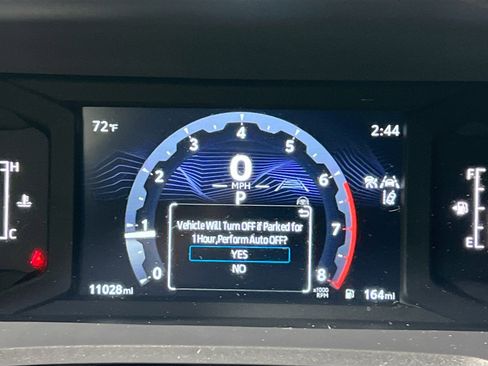 72°F
2:44
H
C
F
E
0
1
2
3
4
5
6
7
8
0
MPH
P
Vehicle Will Turn OFF if Parked for
1 Hour,Perform Auto OFF?
YES
NO
x1000
RPM
11028mi
164mi